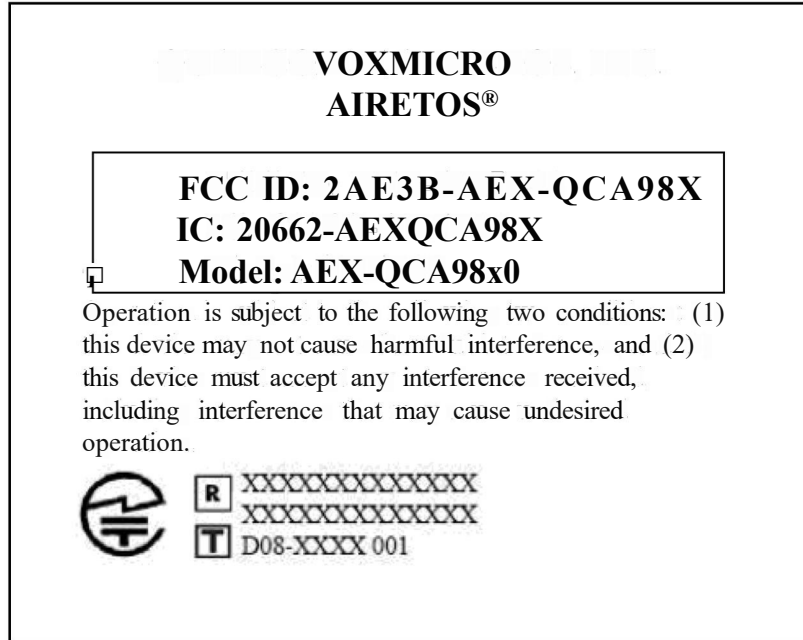 VOXMICRO
AIRETOS®
FCC ID: 2AE3B-AEX-QCA98X
IC: 20662-AEXQCA98X
Model: AEX-QCA98x0
Operation is subject to the following two conditions: (1)
this device may not cause harmful interference, and (2)
this device must accept any interference received,
including interference that may cause undesired
operation.
R XXXXXXXXXXXXXX
XXXXXXXXXXXXXX
T D08-XXXX 001